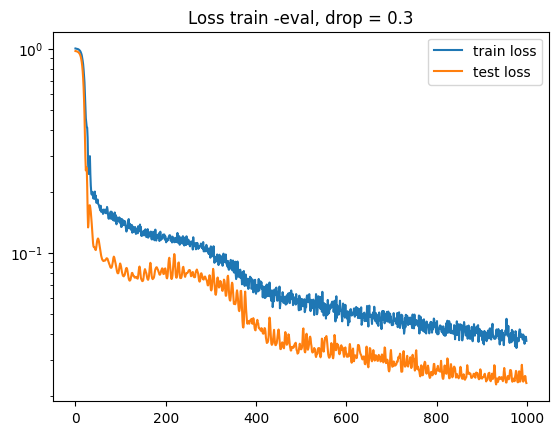 Loss train -eval, drop = 0.3
10⁰
10⁻¹
train loss
test loss
0 200 400 600 800 1000